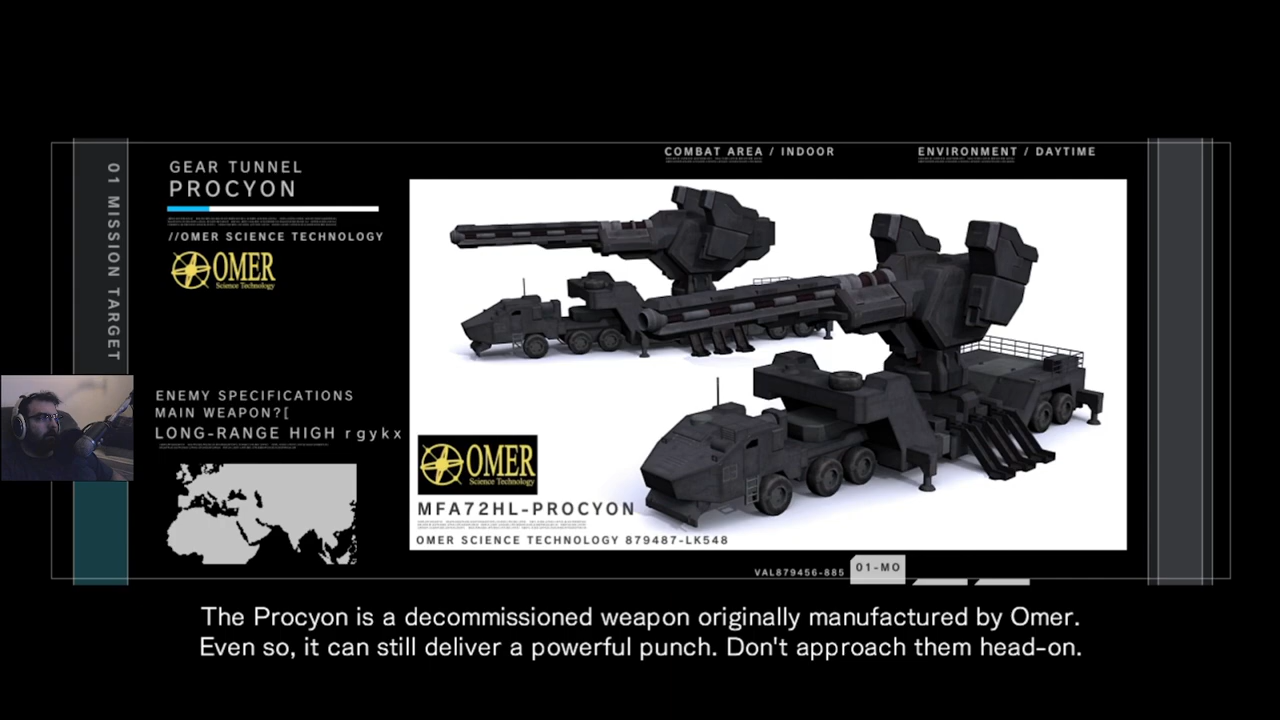 COMBAT AREA / INDOOR
ENVIRONMENT / DAYTIME
01 MISSION TARGET
GEAR TUNNEL
PROCYON
//OMER SCIENCE TECHNOLOGY
OMER
Science Technology
ENEMY SPECIFICATIONS
MAIN WEAPON?[
LONG-RANGE HIGH rgykx
OMER
Science Technology
MFA72HL-PROCYON
OMER SCIENCE TECHNOLOGY 879487-LK548
VAL879456-885
01-MO
The Procyon is a decommissioned weapon originally manufactured by Omer.
Even so, it can still deliver a powerful punch. Don't approach them head-on.